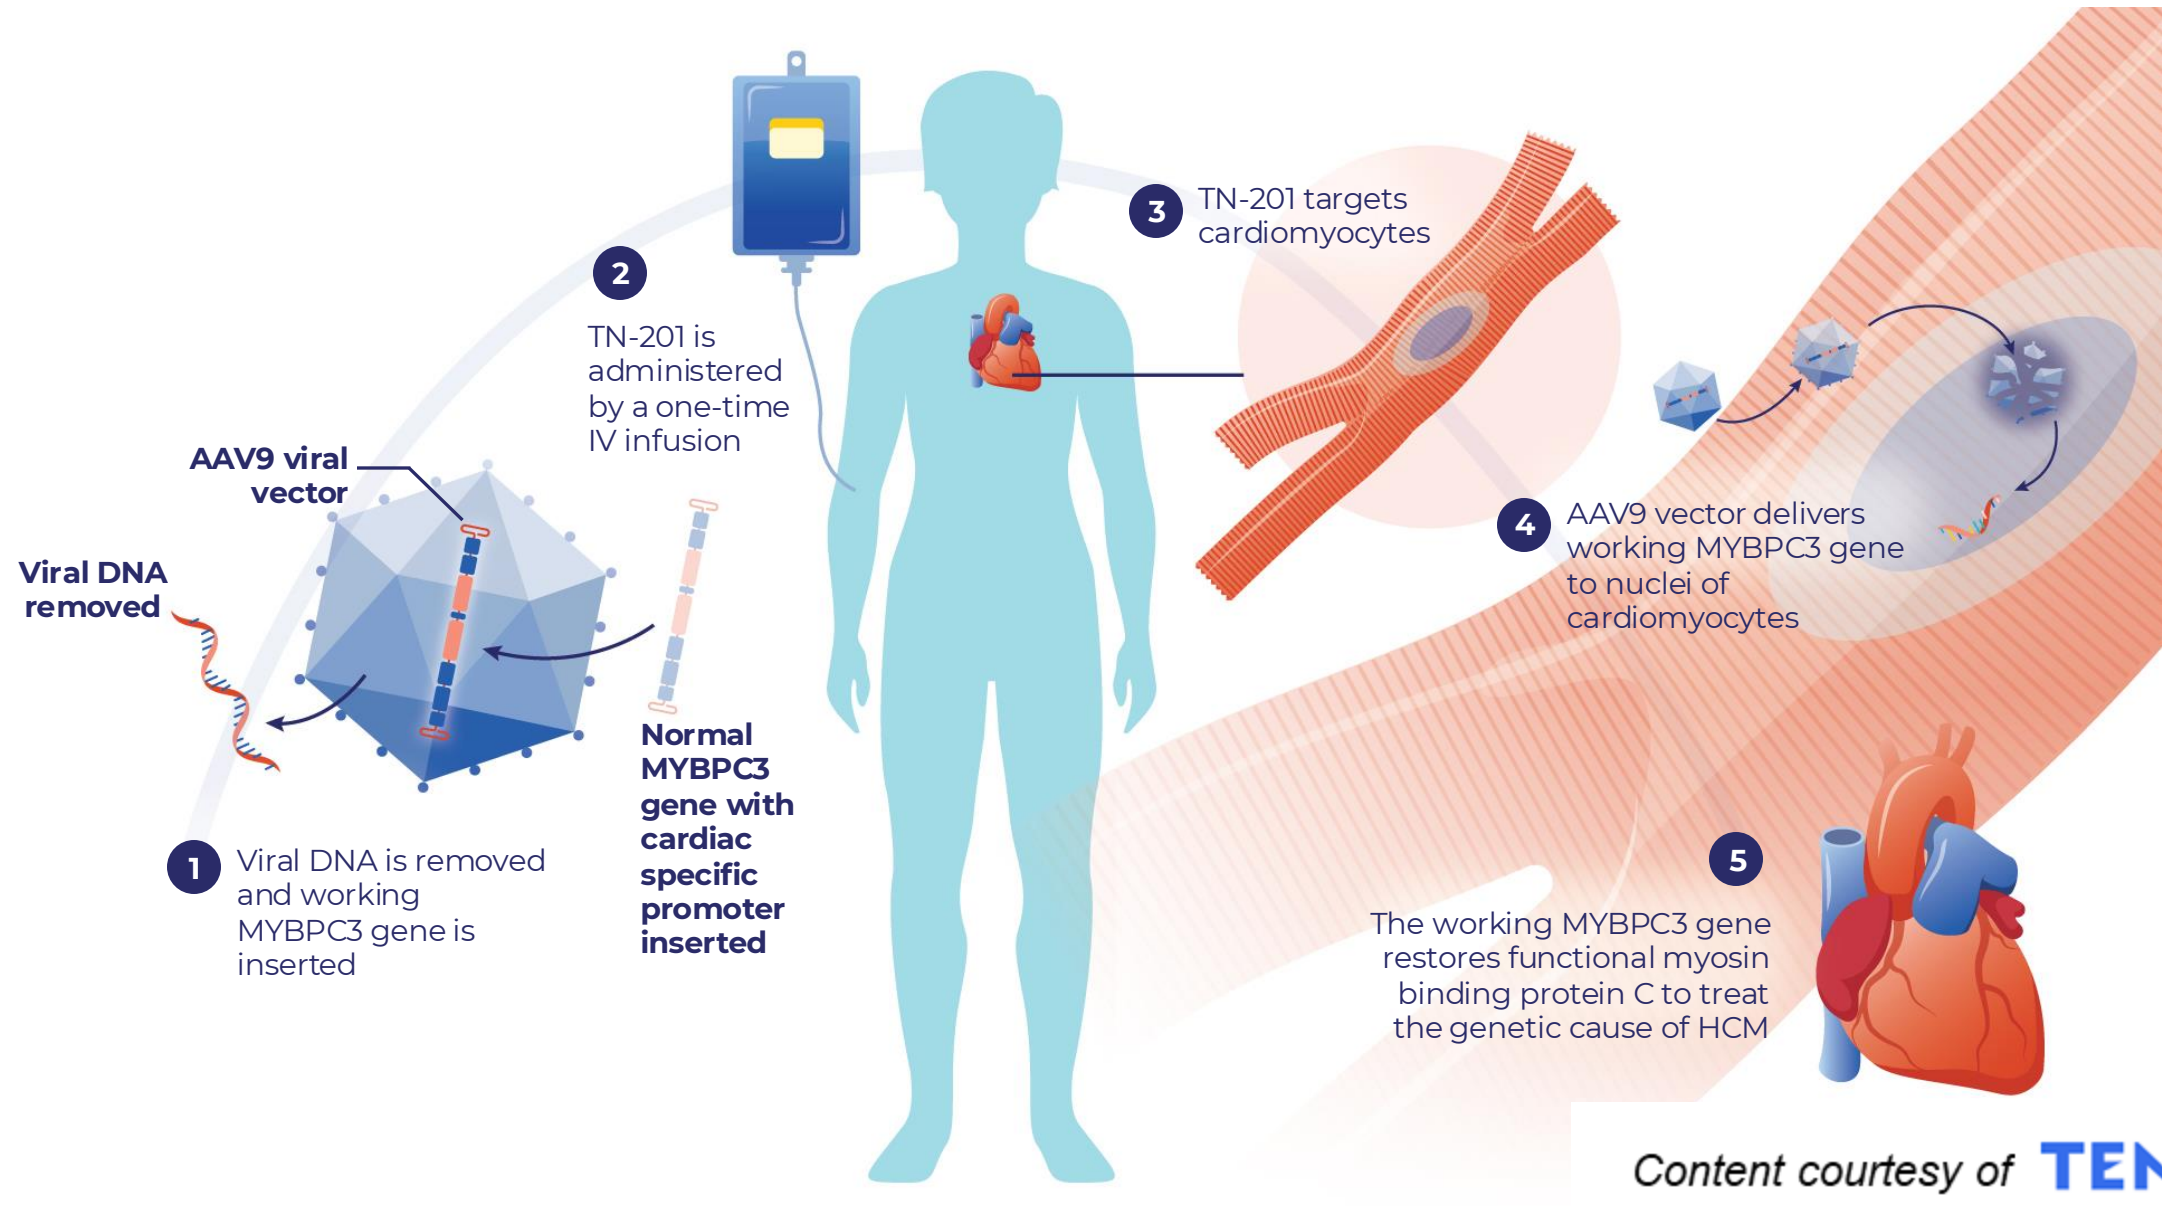 AAV9 viral
vector
Viral DNA
removed
1
Viral DNA is removed
and working
MYBPC3 gene is
inserted
Normal
MYBPC3
gene with
cardiac
specific
promoter
inserted
2
TN-201 is
administered
by a one-time
IV infusion
3
TN-201 targets
cardiomyocytes
4
AAV9 vector delivers
working MYBPC3 gene
to nuclei of
cardiomyocytes
5
The working MYBPC3 gene
restores functional myosin
binding protein C to treat
the genetic cause of HCM
Content courtesy of